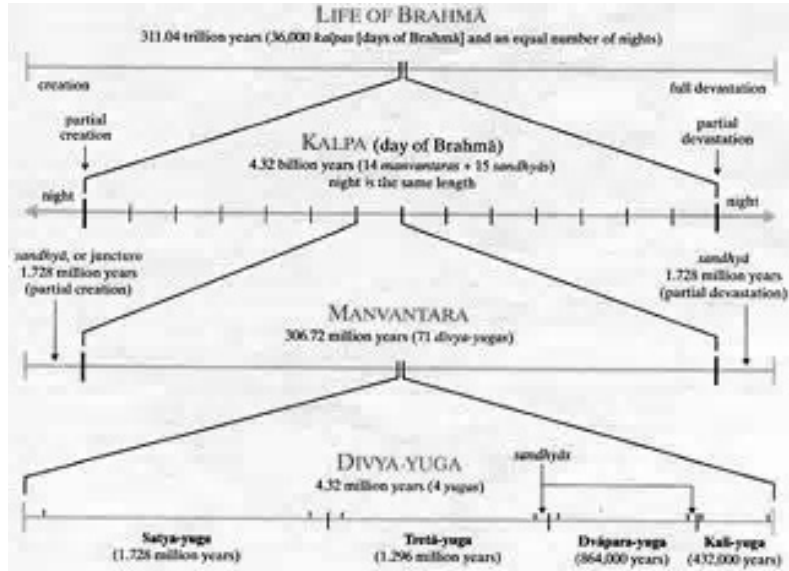 LIFE OF BRAHMĀ
311.04 trillion years (36,000 kalpas [days of Brahmā] and an equal number of nights)
creation
full devastation
partial
creation
partial
devastation
KALPA (day of Brahmā)
4.32 billion years (14 manvantaras + 15 sandhyās)
night is the same length
night
night
sandhyā, or juncture
1.728 million years
(partial creation)
sandhyā
1.728 million years
(partial devastation)
MANVANTARA
306.72 million years (71 divya-yugas)
DIVYA-YUGA
4.32 million years (4 yugas)
sandhyās
Satya-yuga
(1.728 million years)
Tretā-yuga
(1.296 million years)
Dvāpara-yuga
(864,000 years)
Kali-yuga
(432,000 years)